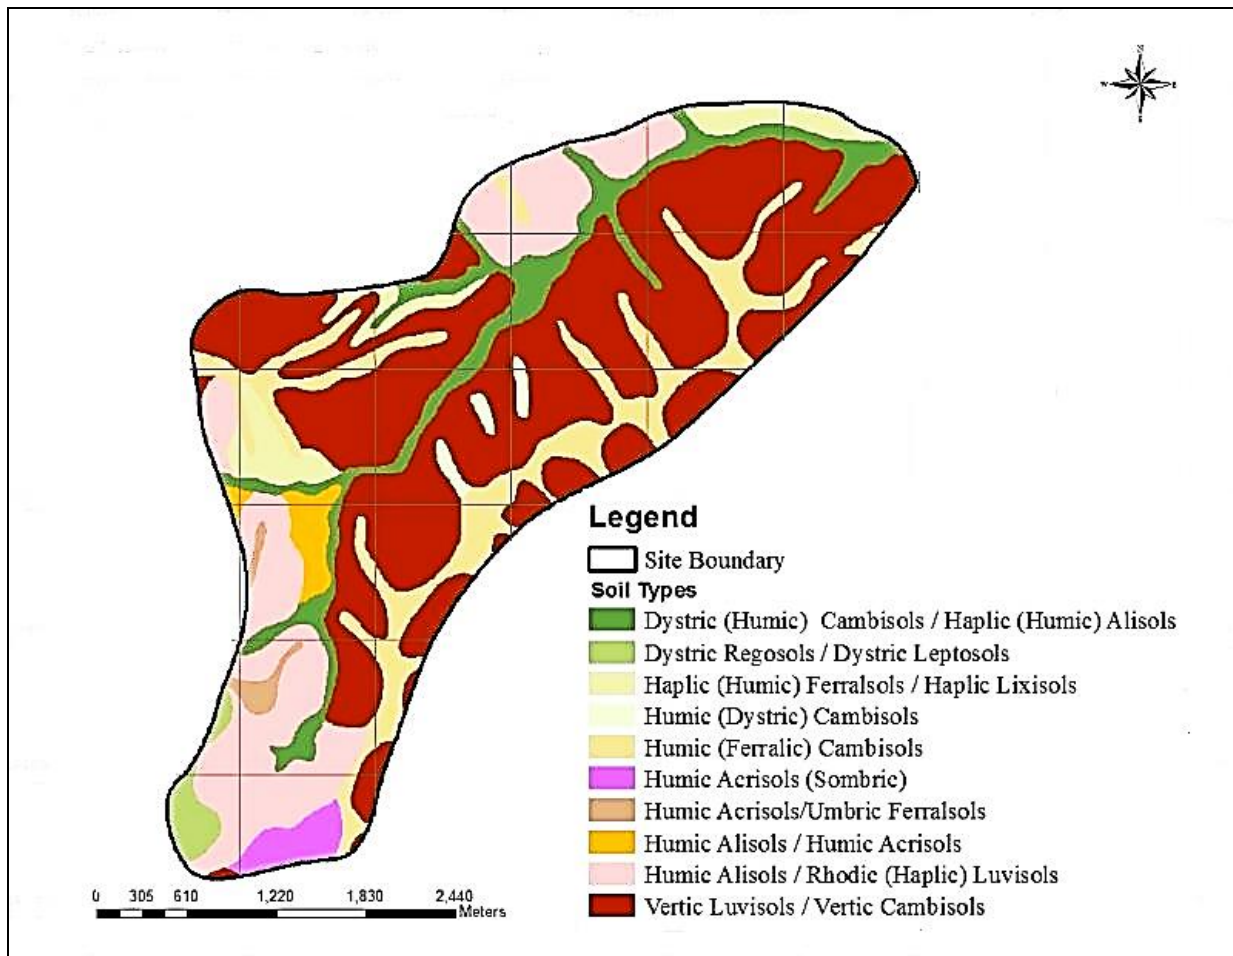 N
W E
S
Legend
Site Boundary
Soil Types
Dystric (Humic) Cambisols / Haplic (Humic) Alisols
Dystric Regosols / Dystric Leptosols
Haplic (Humic) Ferralsols / Haplic Lixisols
Humic (Dystric) Cambisols
Humic (Ferralic) Cambisols
Humic Acrisols (Sombric)
Humic Acrisols/Umbric Ferralsols
Humic Alisols / Humic Acrisols
Humic Alisols / Rhodic (Haplic) Luvisols
Vertic Luvisols / Vertic Cambisols
0 305 610 1,220 1,830 2,440
Meters